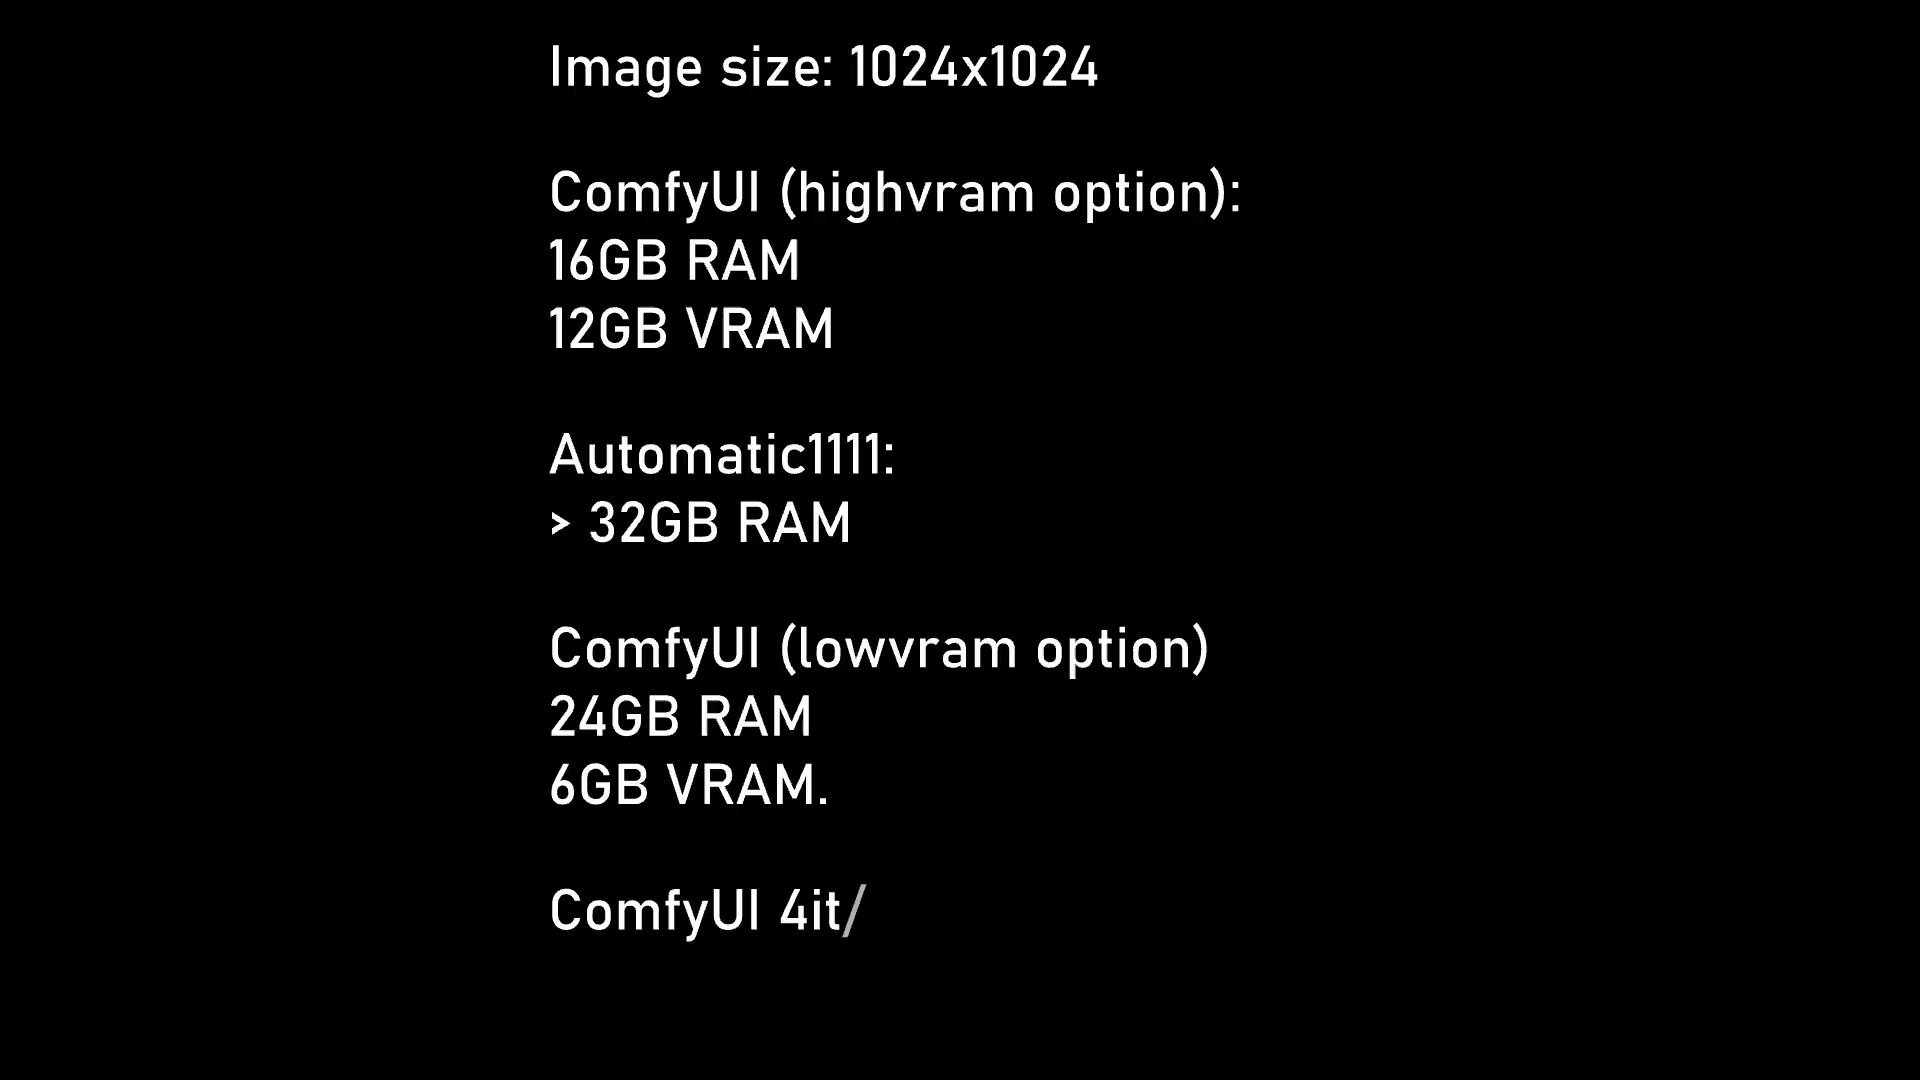 Image size: 1024x1024
ComfyUI (highvram option):
16GB RAM
12GB VRAM
Automatic1111:
> 32GB RAM
ComfyUI (lowvram option)
24GB RAM
6GB VRAM.
ComfyUI 4it/